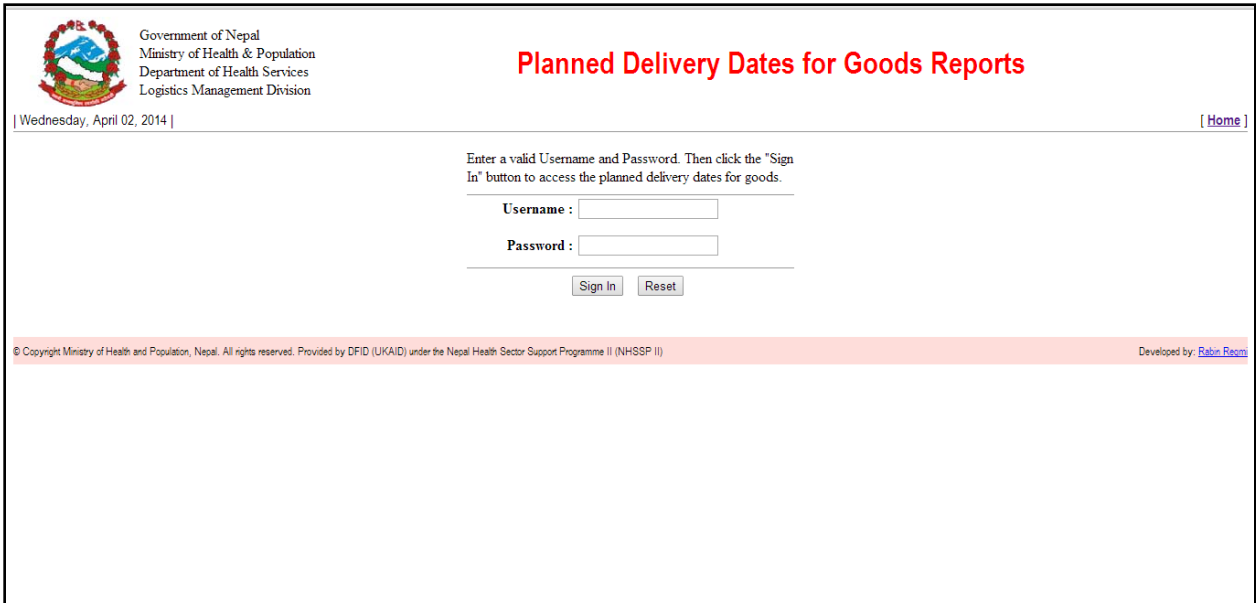 Government of Nepal
Ministry of Health & Population
Department of Health Services
Logistics Management Division
Planned Delivery Dates for Goods Reports
| Wednesday, April 02, 2014 |
[ Home ]
Enter a valid Username and Password. Then click the "Sign
In" button to access the planned delivery dates for goods.
Username :
Password :
Sign In Reset
© Copyright Ministry of Health and Population, Nepal. All rights reserved. Provided by DFID (UKAID) under the Nepal Health Sector Support Programme II (NHSSP II)
Developed by: Rabin Regmi